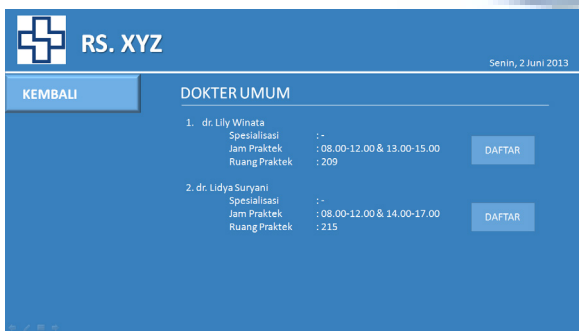 RS. XYZ
Senin, 2 Juni 2013
KEMBALI
DOKTER UMUM
1. dr. Lily Winata
Spesialisasi : -
Jam Praktek : 08.00-12.00 & 13.00-15.00
Ruang Praktek : 209
DAFTAR
2. dr. Lidya Suryani
Spesialisasi : -
Jam Praktek : 08.00-12.00 & 14.00-17.00
Ruang Praktek : 215
DAFTAR